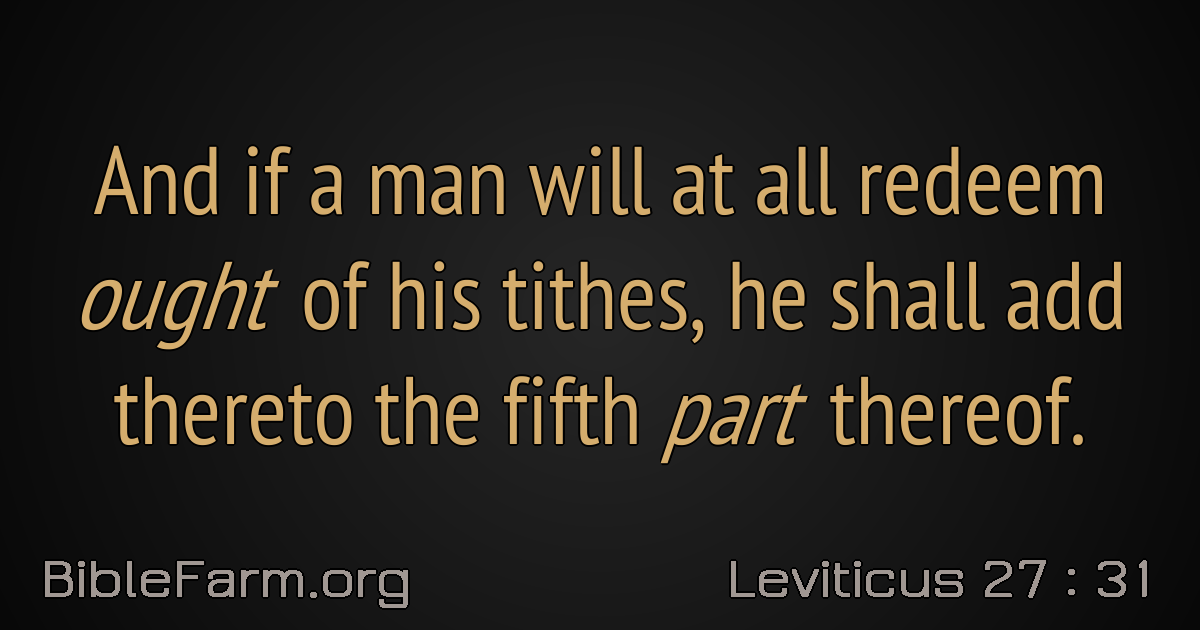 And if a man will at all redeem
ought of his tithes, he shall add
thereto the fifth part thereof.
BibleFarm.org
Leviticus 27 : 31